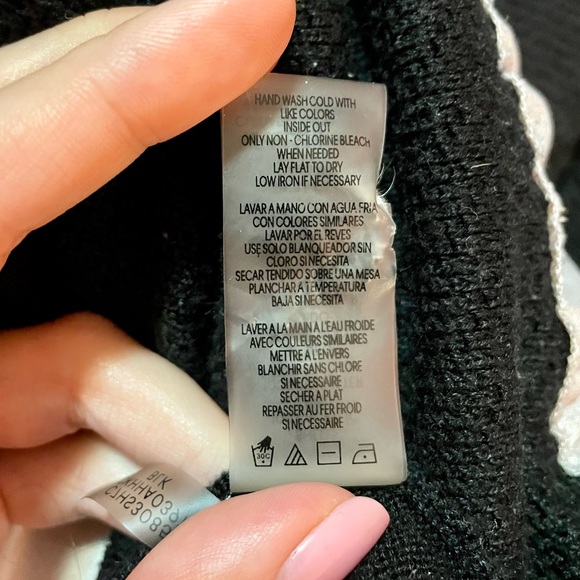 HAND WASH COLD WITH
LIKE COLORS
INSIDE OUT
ONLY NON - CHLORINE BLEACH
WHEN NEEDED
LAY FLAT TO DRY
LOW IRON IF NECESSARY
LAVAR A MANO CON AGUA FRIA
CON COLORES SIMILARES
LAVAR POR EL REVES
USE SOLO BLANQUEADOR SIN
CLORO SI NECESITA
SECAR TENDIDO SOBRE UNA MESA
PLANCHAR A TEMPERATURA
BAJA SI NECESITA
LAVER A LA MAIN A L'EAU FROIDE
AVEC COULEURS SIMILAIRES
METTRE A L'ENVERS
BLANCHIR SANS CHLORE
SI NECESSAIRE
SECHER A PLAT
REPASSER AU FER FROID
SI NECESSAIRE
30C
BLK